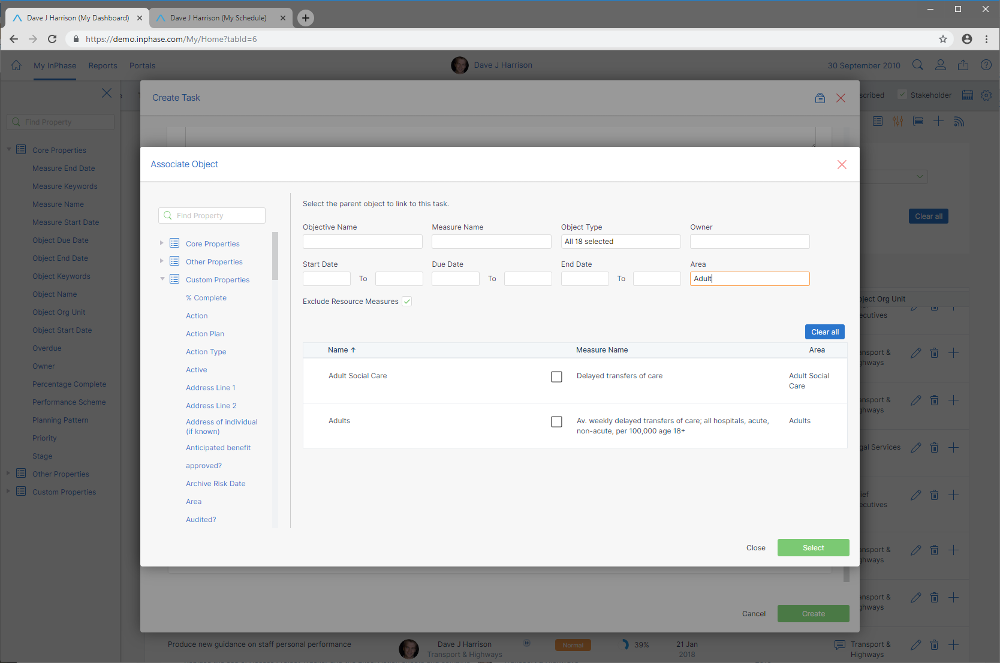 Dave J Harrison (My Dashboard)
Dave J Harrison (My Schedule)
https://demo.inphase.com/My/Home?tabId=6
My InPhase
Reports
Portals
Dave J Harrison
30 September 2010
Create Task
scribed
Stakeholder
Find Property
Core Properties
Measure End Date
Measure Keywords
Measure Name
Measure Start Date
Object Due Date
Object End Date
Object Keywords
Object Name
Object Org Unit
Object Start Date
Overdue
Owner
Percentage Complete
Performance Scheme
Planning Pattern
Priority
Stage
Other Properties
Custom Properties
Clear all
Associate Object
Find Property
Core Properties
Other Properties
Custom Properties
% Complete
Action
Action Plan
Action Type
Active
Address Line 1
Address Line 2
Address of individual
(if known)
Anticipated benefit
approved?
Archive Risk Date
Area
Audited?
Select the parent object to link to this task.
Objective Name
Measure Name
Object Type
Owner
All 18 selected
Start Date
Due Date
End Date
Area
To
To
To
Adult
Exclude Resource Measures
Clear all
Name ↑
Measure Name
Area
Adult Social Care
Delayed transfers of care
Adult Social
Care
Adults
Av. weekly delayed transfers of care; all hospitals, acute,
non-acute, per 100,000 age 18+
Adults
Close
Select
bject Org Unit
ecutives
ansport &
ghways
ansport &
ghways
gal Services
ief
ecutives
ansport &
ghways
ansport &
ghways
Cancel
Create
Produce new guidance on staff personal performance
Dave J Harrison
Transport & Highways
Normal
39%
21 Jan
2018
Transport &
Highways